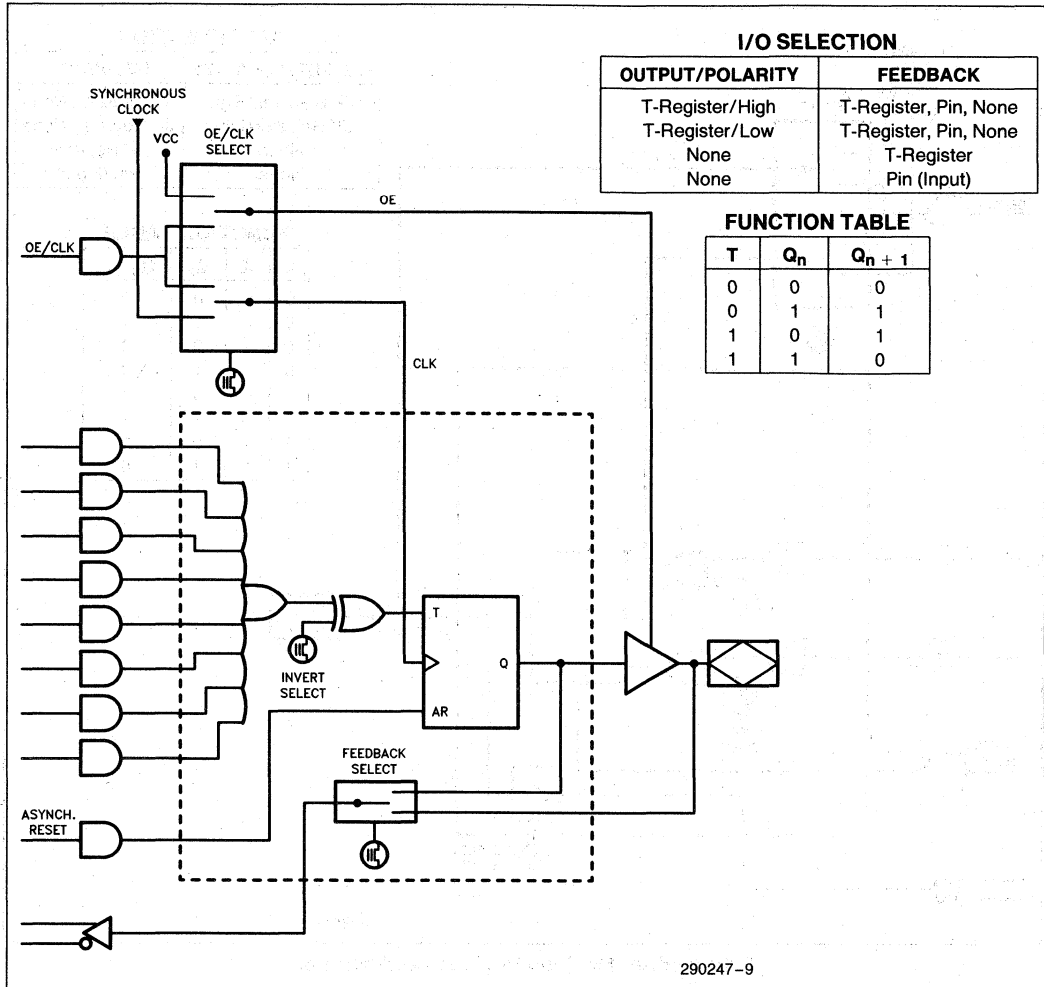 I/O SELECTION
OUTPUT/POLARITY FEEDBACK
T-Register/High T-Register, Pin, None
T-Register/Low T-Register, Pin, None
None T-Register
None Pin (Input)
FUNCTION TABLE
T Qn Qn + 1
0 0 0
0 1 1
1 0 1
1 1 0
SYNCHRONOUS
CLOCK
VCC
OE/CLK
SELECT
OE
OE/CLK
CLK
T
Q
AR
INVERT
SELECT
FEEDBACK
SELECT
ASYNCH.
RESET
290247-9